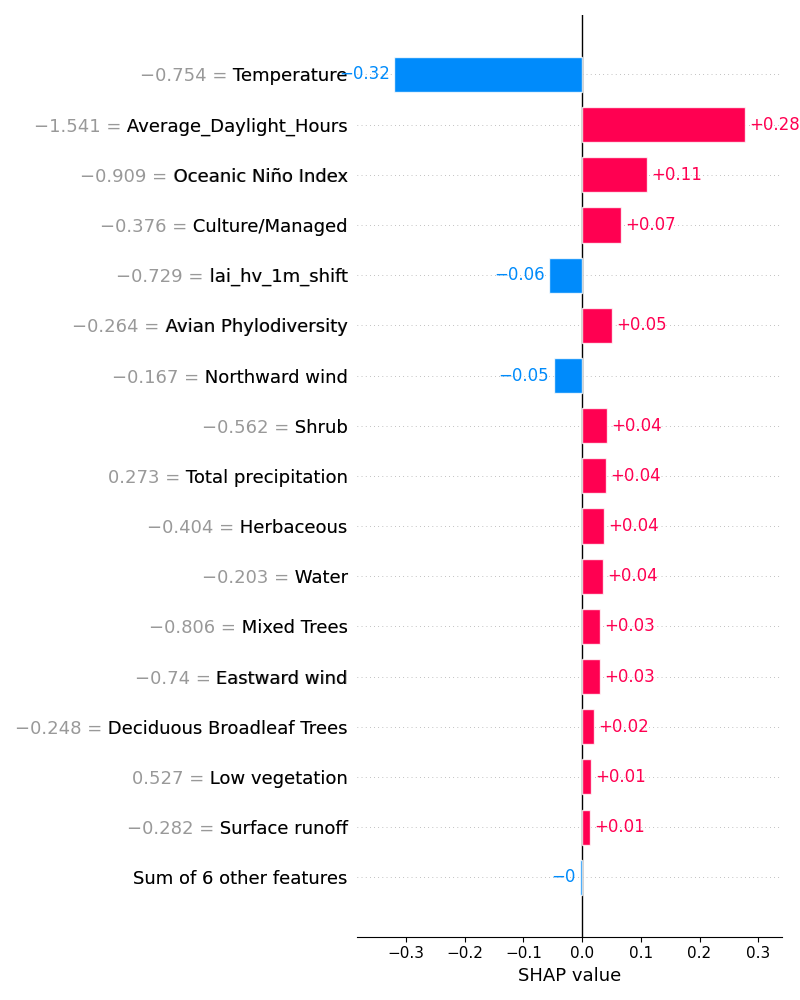 −0.754 = Temperature −0.32
−1.541 = Average_Daylight_Hours +0.28
−0.909 = Oceanic Niño Index +0.11
−0.376 = Culture/Managed +0.07
−0.729 = lai_hv_1m_shift −0.06
−0.264 = Avian Phylodiversity +0.05
−0.167 = Northward wind −0.05
−0.562 = Shrub +0.04
0.273 = Total precipitation +0.04
−0.404 = Herbaceous +0.04
−0.203 = Water +0.04
−0.806 = Mixed Trees +0.03
−0.74 = Eastward wind +0.03
−0.248 = Deciduous Broadleaf Trees +0.02
0.527 = Low vegetation +0.01
−0.282 = Surface runoff +0.01
Sum of 6 other features −0
−0.3 −0.2 −0.1 0.0 0.1 0.2 0.3
SHAP value